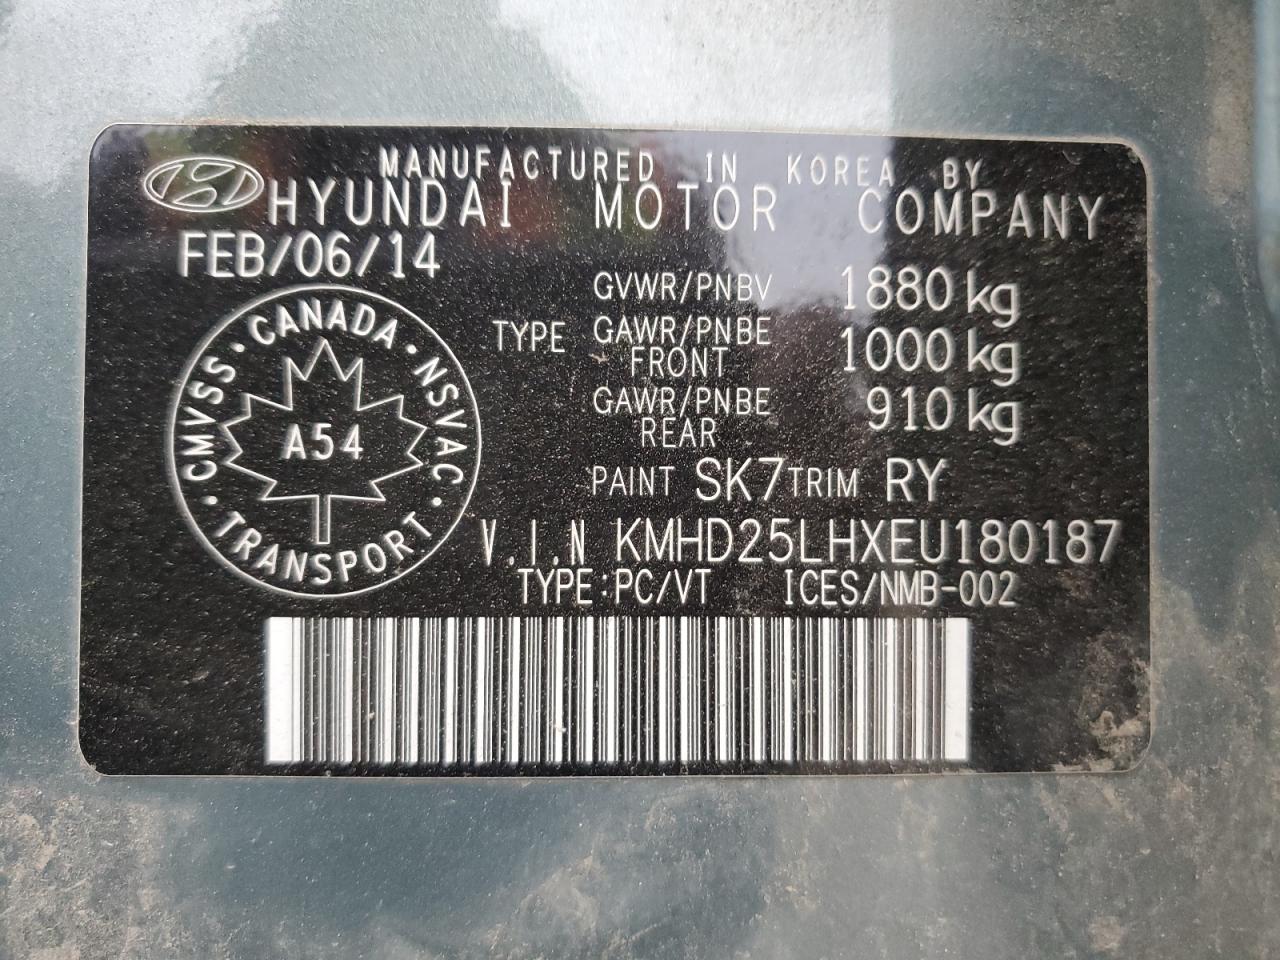 MANUFACTURED IN KOREA BY
HYUNDAI MOTOR COMPANY
FEB/06/14
GVWR/PNBV 1880 kg
TYPE GAWR/PNBE FRONT 1000 kg
GAWR/PNBE REAR 910 kg
CANADA · NSVAC · TRANSPORT · CMVSS ·
A54
PAINT SK7 TRIM RY
V.I.N KMHD25LHXEU180187
TYPE:PC/VT ICES/NMB-002